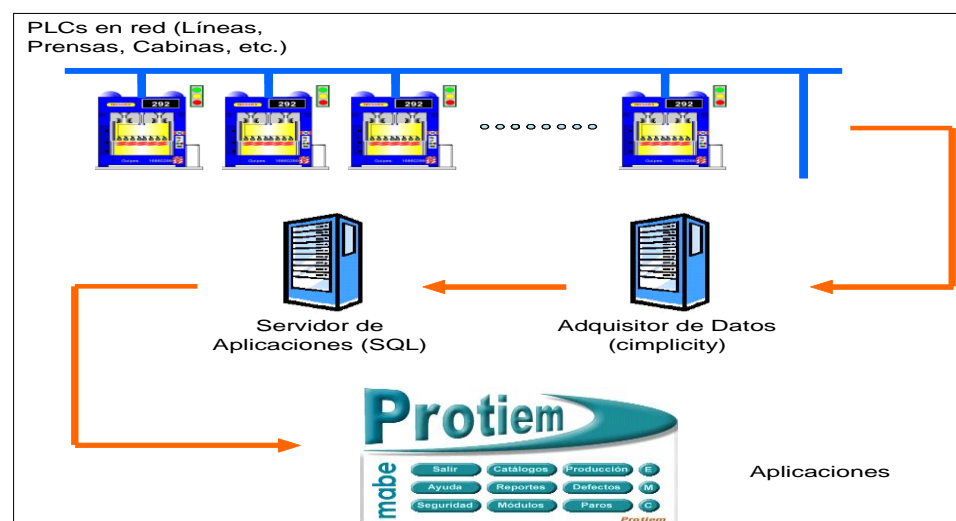 PLCs en red (Líneas,
Prensas, Cabinas, etc.)
292
292
292
292
Servidor de
Aplicaciones (SQL)
Adquisitor de Datos
(cimplicity)
Protiem
mabe
Salir Catálogos Producción E
Ayuda Reportes Defectos M
Seguridad Módulos Paros C
Protiem
Aplicaciones